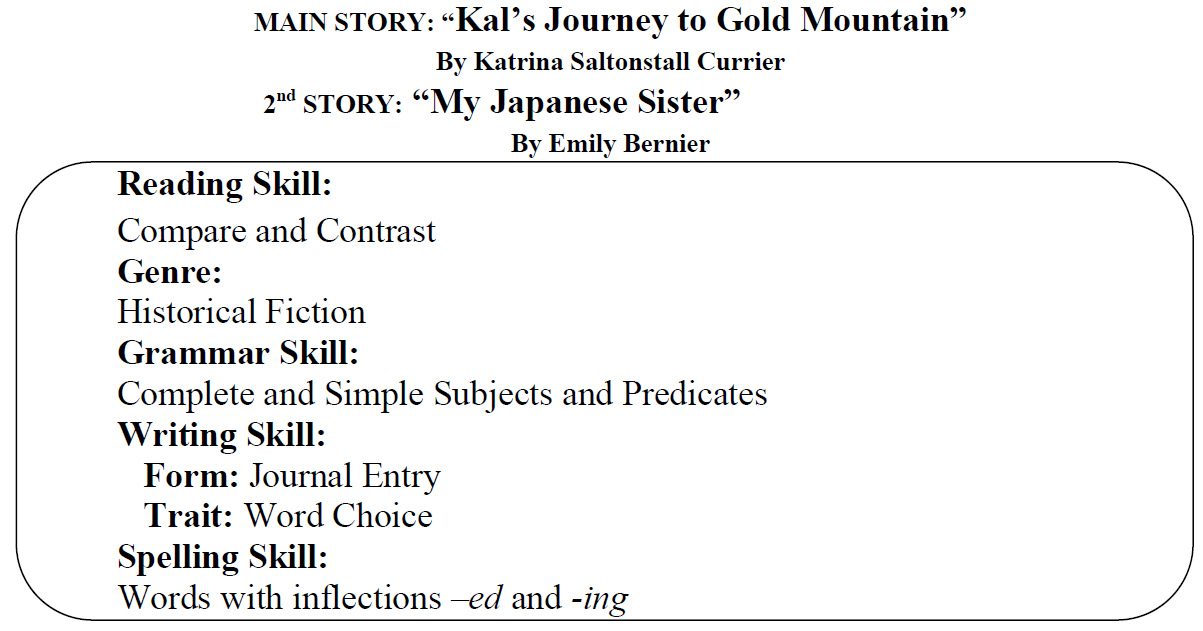 MAIN STORY: “Kal’s Journey to Gold Mountain”
By Katrina Saltonstall Currier
2nd STORY: “My Japanese Sister”
By Emily Bernier
Reading Skill:
Compare and Contrast
Genre:
Historical Fiction
Grammar Skill:
Complete and Simple Subjects and Predicates
Writing Skill:
Form: Journal Entry
Trait: Word Choice
Spelling Skill:
Words with inflections –ed and -ing